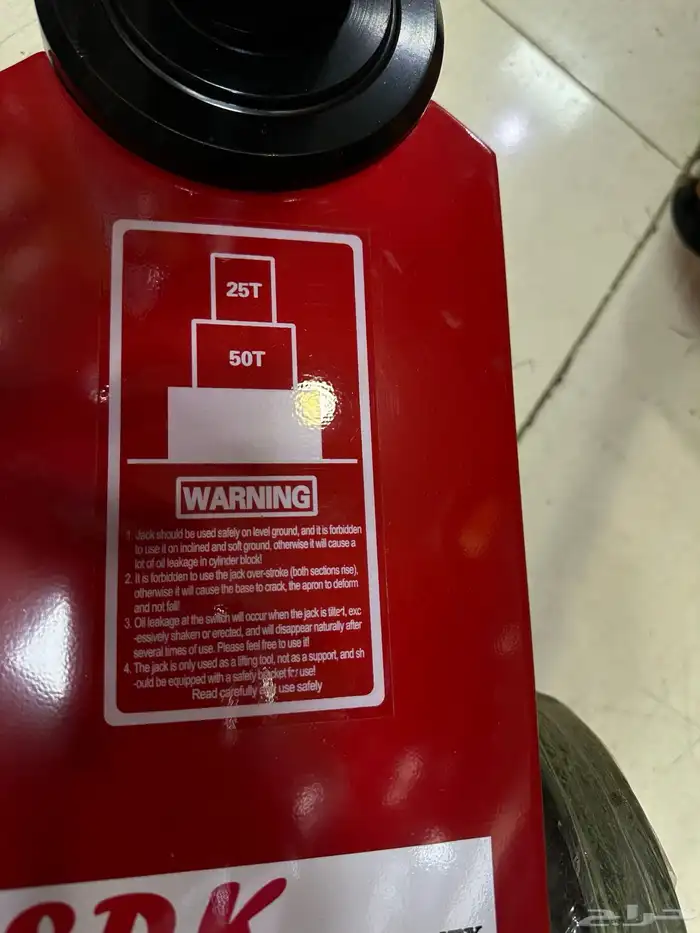 25T
50T
WARNING
1. Jack should be used safely on level ground, and it is forbidden
to use it on inclined and soft ground, otherwise it will cause a
lot of oil leakage in cylinder block!
2. It is forbidden to use the jack over-stroke (both sections rise),
otherwise it will cause the base to crack, the apron to deform
and not fall!
3. Oil leakage at the switch will occur when the jack is tilted, exc
-essively shaken or erected, and will disappear naturally after
several times of use. Please feel free to use it!
4. The jack is only used as a lifting tool, not as a support, and sh
-ould be equipped with a safety bracket for use!
Read carefully and use safely
حراج